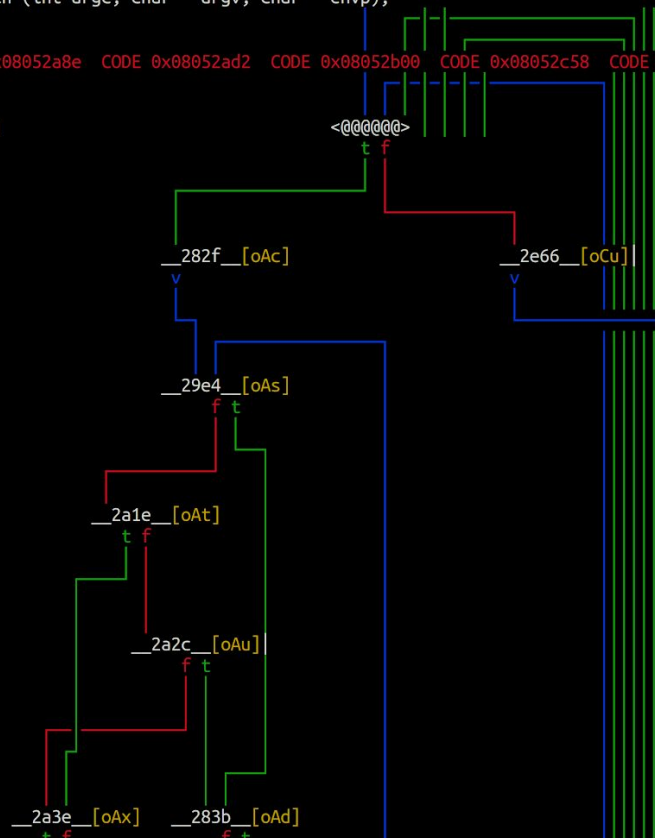 (int argc, char **argv, char **envp);
08052a8e CODE 0x08052ad2 CODE 0x08052b00 CODE 0x08052c58 CODE
<@@@@@@>
t f
__282f__[oAc] __2e66__[oCu]
v v
__29e4__[oAs]
f t
__2a1e__[oAt]
t f
__2a2c__[oAu]
f t
__2a3e__[oAx] __283b__[oAd]
t f f t